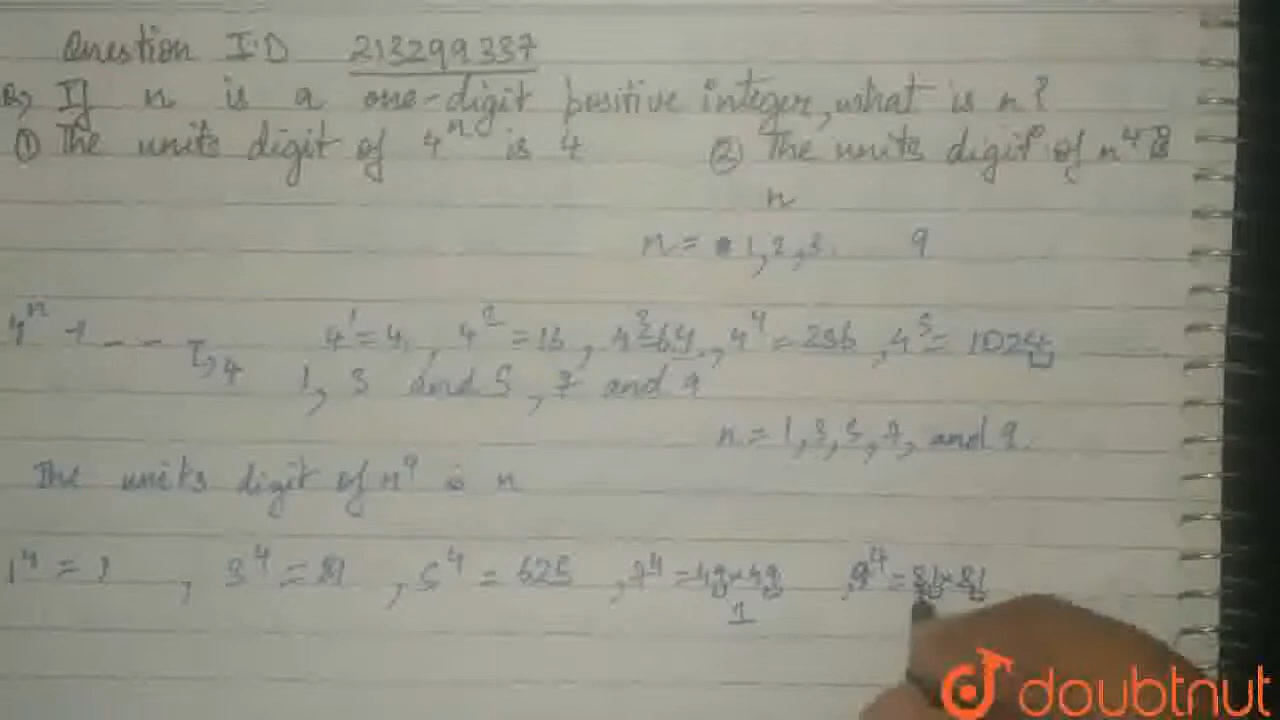 Question I.D 213299337
Q, If n is a one-digit positive integer, what is n?
① The units digit of 4^n is 4 ② The units digit of n^4 is
n
n = 1, 2, 3. 9
4^n → - - - 4 4^1 = 4, 4^2 = 16, 4^3 64, 4^4 = 256, 4^5 = 1024
1, 3 and 5, 7 and 9
n = 1, 3, 5, 7, and 9.
The units digit of n^4 is n
1^4 = 1, 3^4 = 81, 5^4 = 625, 7^4 = 49×49, 9^4 = 81×81
1
doubtnut